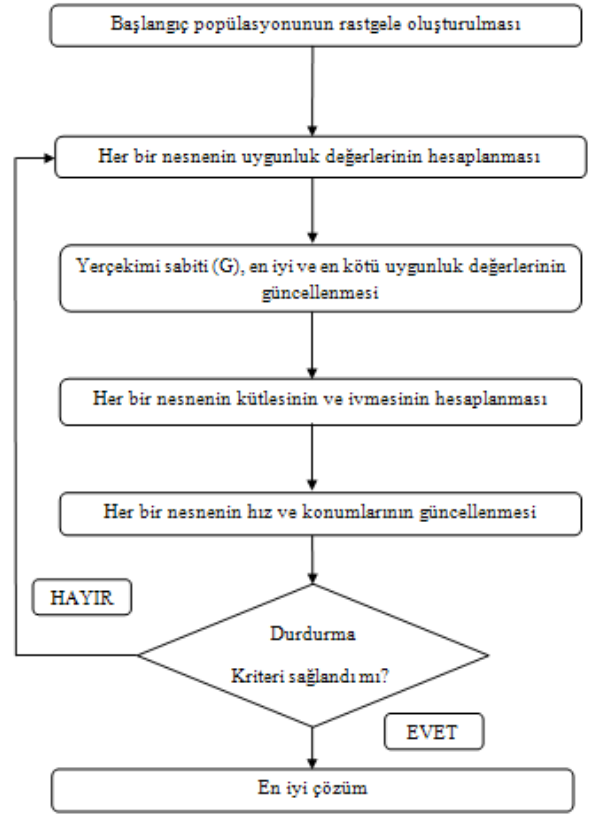 Başlangıç popülasyonunun rastgele oluşturulması
Her bir nesnenin uygunluk değerlerinin hesaplanması
Yerçekimi sabiti (G), en iyi ve en kötü uygunluk değerlerinin
güncellenmesi
Her bir nesnenin kütlesinin ve ivmesinin hesaplanması
Her bir nesnenin hız ve konumlarının güncellenmesi
HAYIR
Durdurma
Kriteri sağlandı mı?
EVET
En iyi çözüm